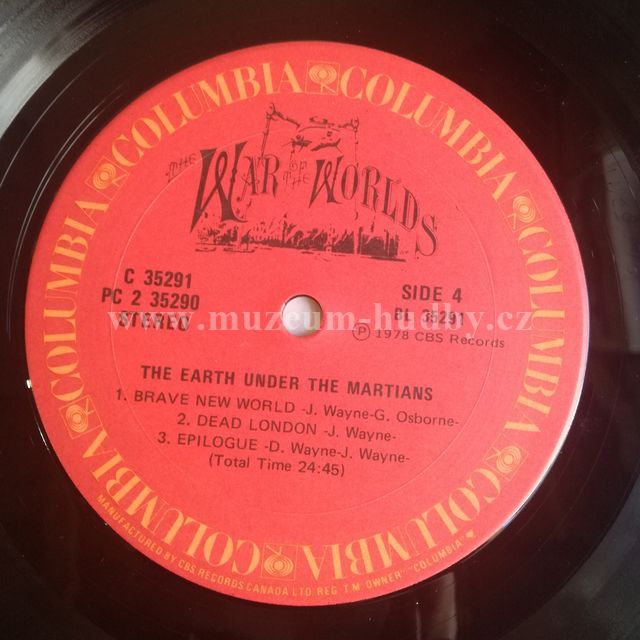 COLUMBIA COLUMBIA COLUMBIA COLUMBIA COLUMBIA COLUMBIA COLUMBIA COLUMBIA
THE WAR OF THE WORLDS
C 35291
PC 2 35290
STEREO
SIDE 4
BL 35291
Ⓟ 1978 CBS Records
www.muzeum-hudby.cz
THE EARTH UNDER THE MARTIANS
1. BRAVE NEW WORLD -J. Wayne-G. Osborne-
2. DEAD LONDON -J. Wayne-
3. EPILOGUE -D. Wayne-J. Wayne-
(Total Time 24:45)
MANUFACTURED BY CBS RECORDS CANADA LTD REG T.M OWNER "COLUMBIA"